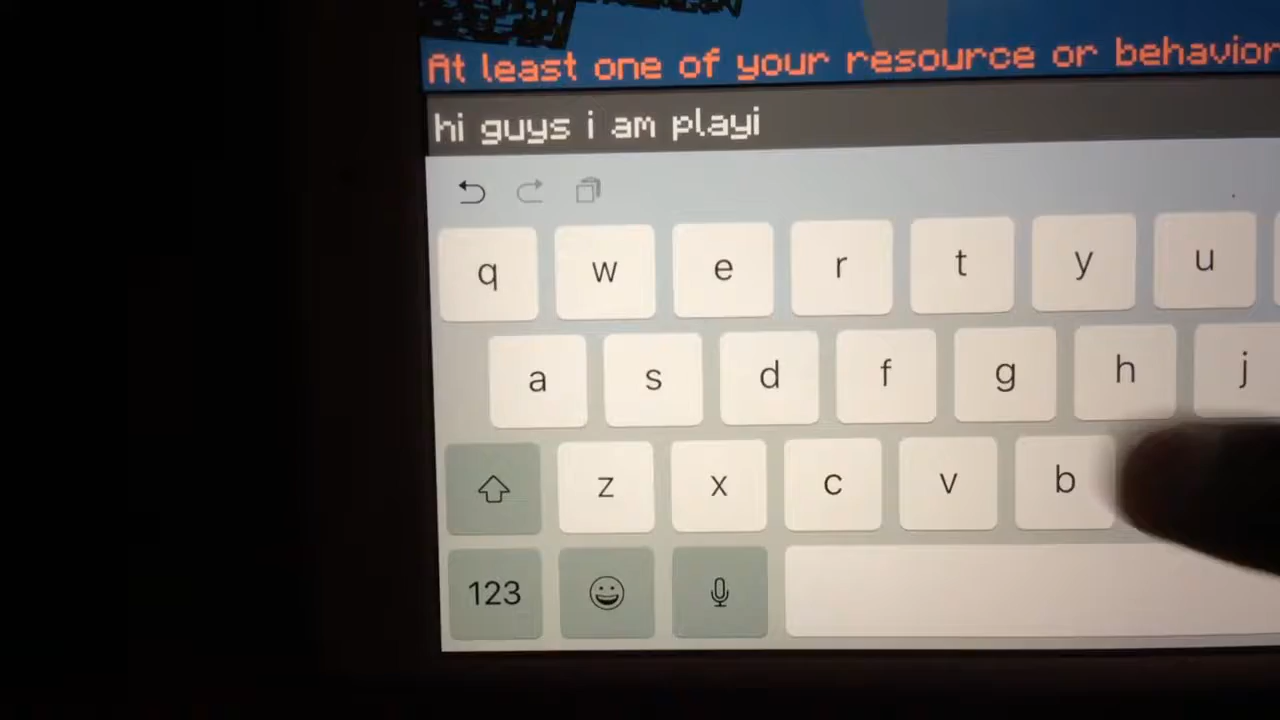 At least one of your resource or behavior
hi guys i am playi
q w e r t y u
a s d f g h j
z x c v b
123